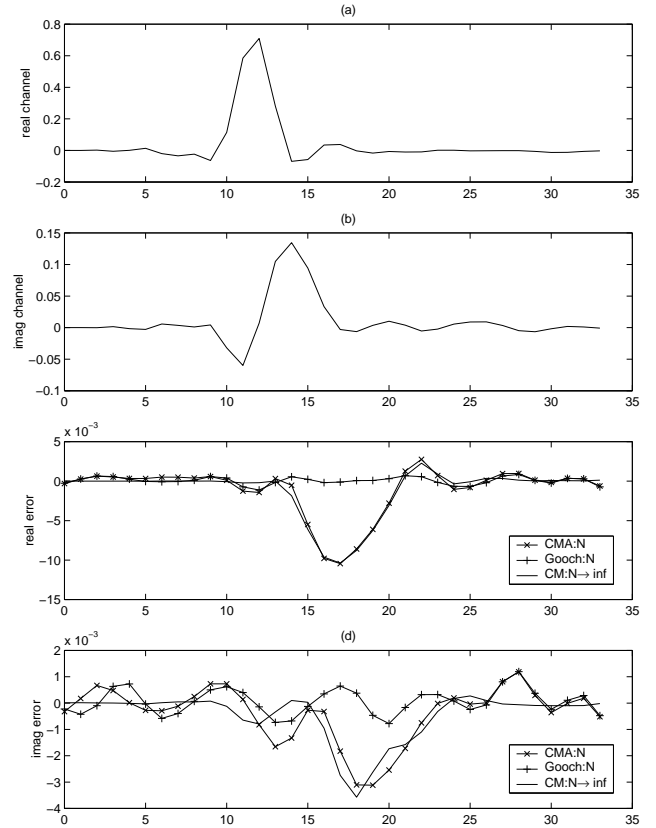 (a)
0.8
0.6
0.4
0.2
0
−0.2
real channel
0 5 10 15 20 25 30 35
(b)
0.15
0.1
0.05
0
−0.05
−0.1
imag channel
0 5 10 15 20 25 30 35
x 10⁻³
5
0
−5
−10
−15
real error
CMA:N
Gooch:N
CM:N→ inf
0 5 10 15 20 25 30 35
x 10⁻³
(d)
2
1
0
−1
−2
−3
−4
imag error
CMA:N
Gooch:N
CM:N→ inf
0 5 10 15 20 25 30 35